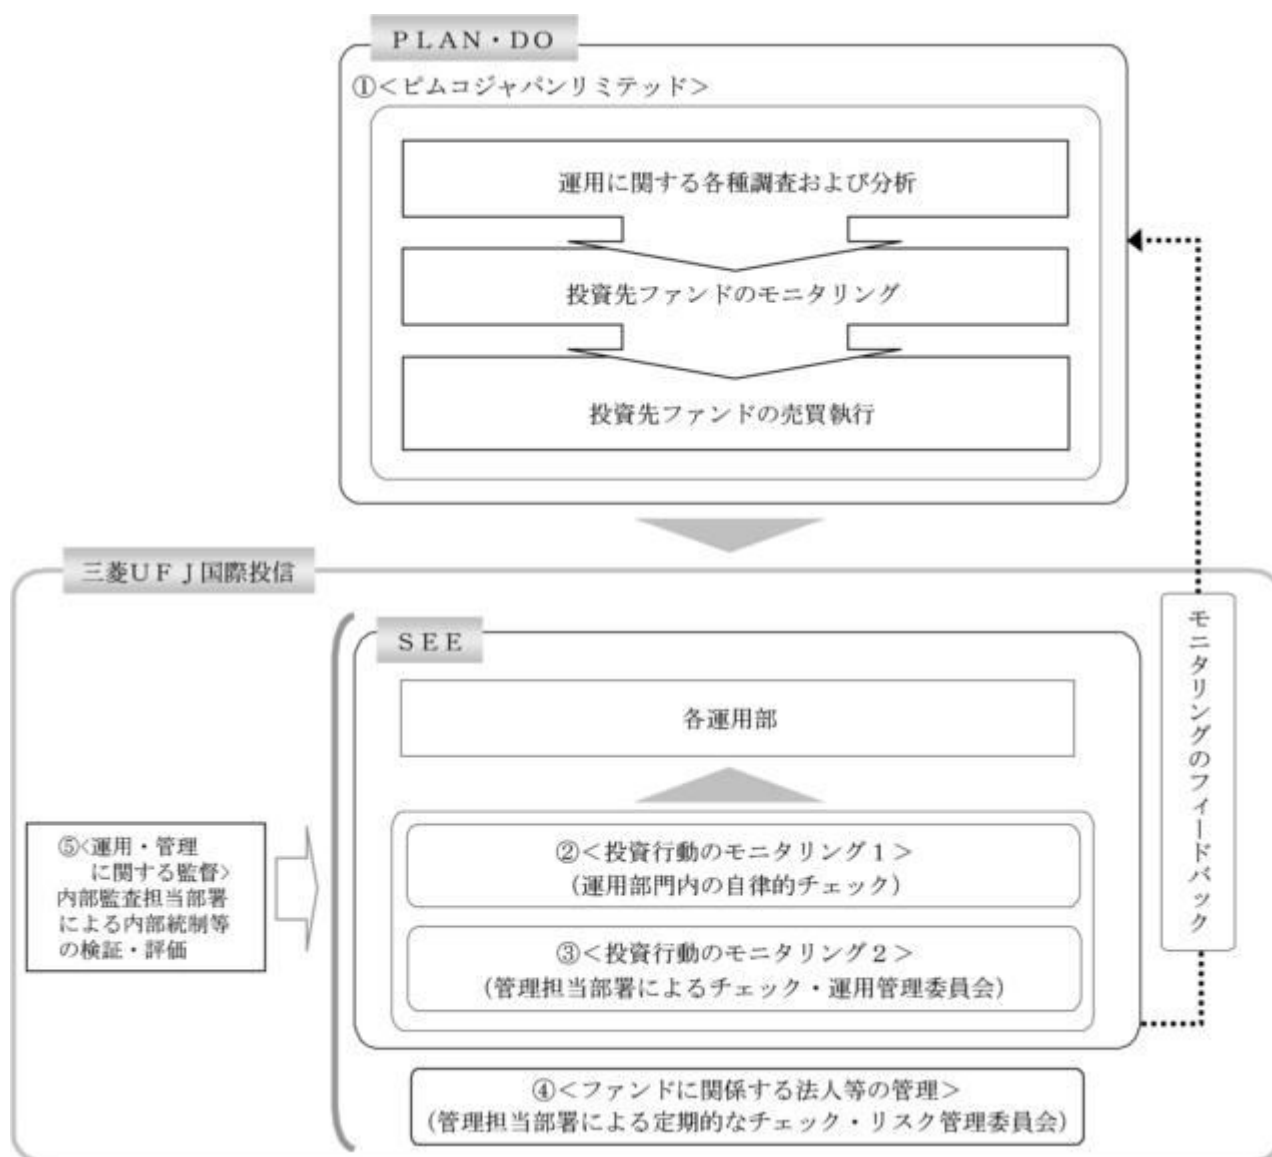 ＰＬＡＮ・ＤＯ
①＜ピムコジャパンリミテッド＞
運用に関する各種調査および分析
投資先ファンドのモニタリング
投資先ファンドの売買執行
三菱ＵＦＪ国際投信
ＳＥＥ
各運用部
②＜投資行動のモニタリング１＞
（運用部門内の自律的チェック）
③＜投資行動のモニタリング２＞
（管理担当部署によるチェック・運用管理委員会）
④＜ファンドに関係する法人等の管理＞
（管理担当部署による定期的なチェック・リスク管理委員会）
⑤<運用・管理
に関する監督>
内部監査担当部署
による内部統制等
の検証・評価
モニタリングのフィードバック